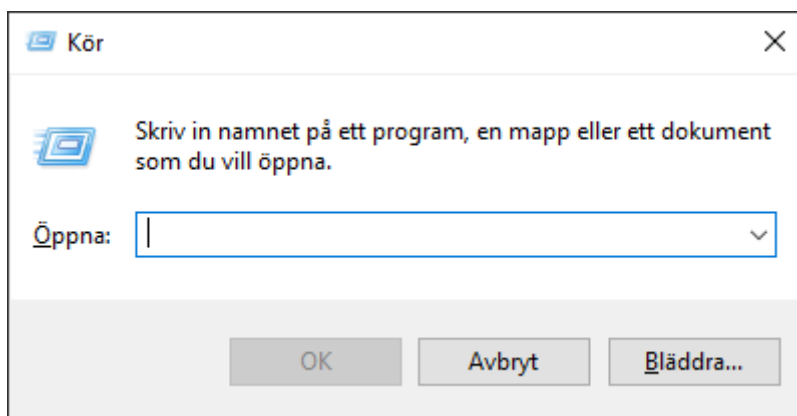 Kör
Skriv in namnet på ett program, en mapp eller ett dokument
som du vill öppna.
Öppna:
OK Avbryt Bläddra...